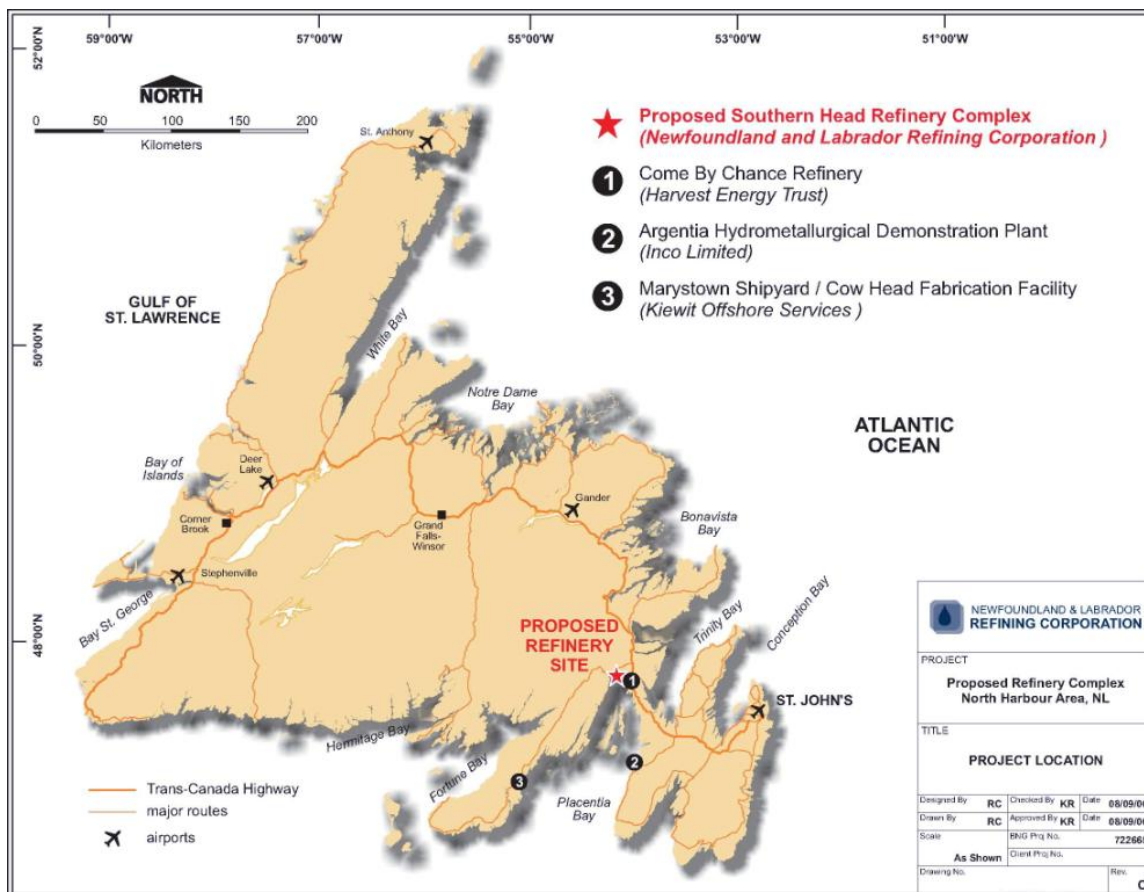 59°00'W
57°00'W
55°00'W
53°00'W
51°00'W
52°00'N
50°00'N
48°00'N
NORTH
0 50 100 150 200
Kilometers
Proposed Southern Head Refinery Complex
(Newfoundland and Labrador Refining Corporation )
1 Come By Chance Refinery
(Harvest Energy Trust)
2 Argentia Hydrometallurgical Demonstration Plant
(Inco Limited)
3 Marystown Shipyard / Cow Head Fabrication Facility
(Kiewit Offshore Services )
St. Anthony
GULF OF
ST. LAWRENCE
White Bay
Notre Dame
Bay
ATLANTIC
OCEAN
Bay of
Islands
Deer
Lake
Corner
Brook
Grand
Falls-
Winsor
Gander
Bonavista
Bay
Stephenville
Bay St. George
Trinity Bay
Conception Bay
PROPOSED
REFINERY
SITE
1
ST. JOHN'S
Hermitage Bay
Fortune Bay
2
3
Placentia
Bay
Trans-Canada Highway
major routes
airports
NEWFOUNDLAND & LABRADOR
REFINING CORPORATION
PROJECT
Proposed Refinery Complex
North Harbour Area, NL
TITLE
PROJECT LOCATION
Designed By RC Checked By KR Date
Drawn By RC Approved By KR Date
Scale As Shown BNG Proj No.
Client Proj No.
Drawing No. Rev.